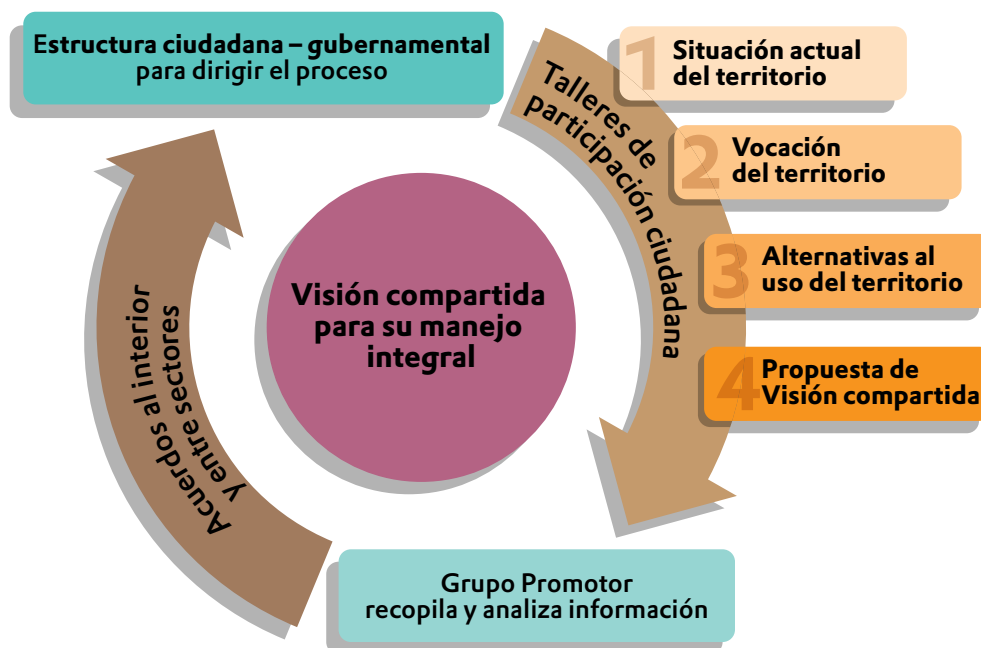 Estructura ciudadana – gubernamental
para dirigir el proceso
Talleres de
participación ciudadana
1
Situación actual
del territorio
2
Vocación
del territorio
3
Alternativas al
uso del territorio
4
Propuesta de
Visión compartida
Visión compartida
para su manejo
integral
Acuerdos al interior
y entre sectores
Grupo Promotor
recopila y analiza información